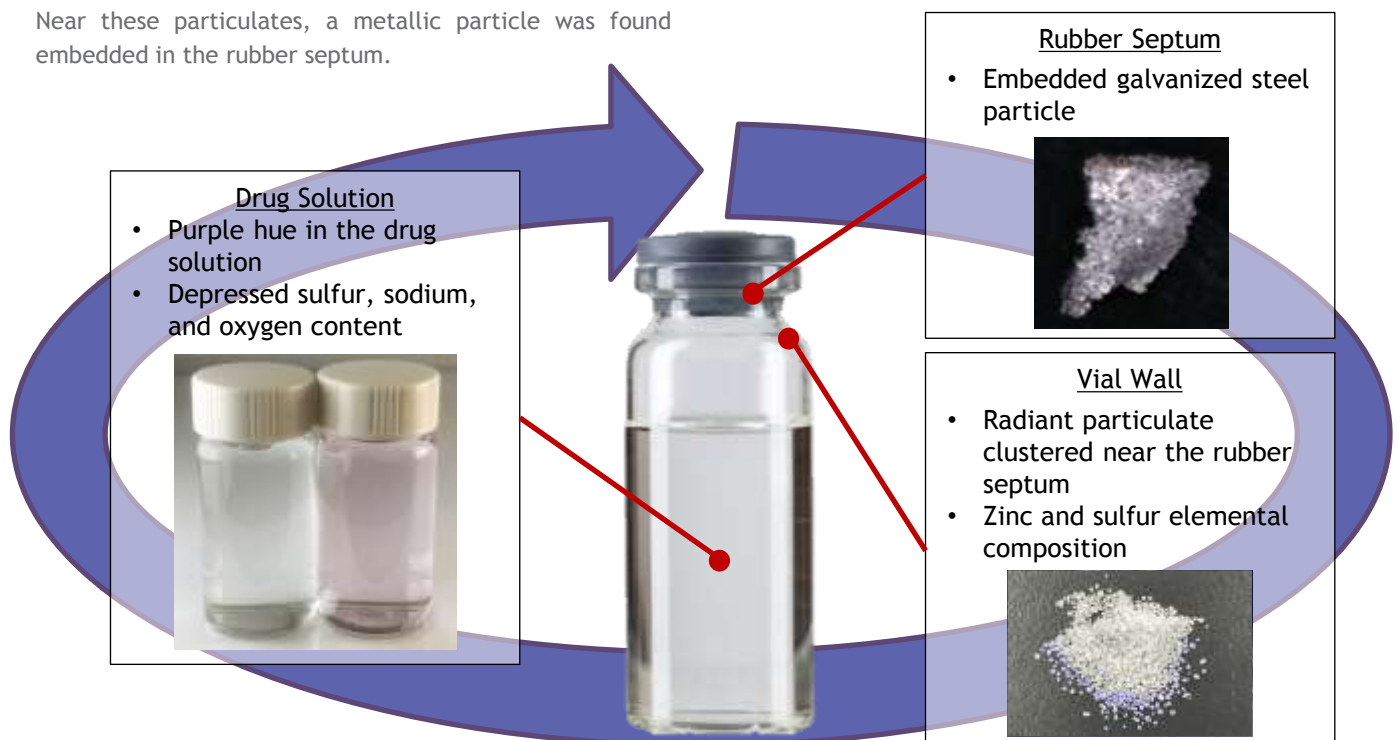 Near these particulates, a metallic particle was found
embedded in the rubber septum.
Rubber Septum
• Embedded galvanized steel
particle
Drug Solution
• Purple hue in the drug
solution
• Depressed sulfur, sodium,
and oxygen content
Vial Wall
• Radiant particulate
clustered near the rubber
septum
• Zinc and sulfur elemental
composition